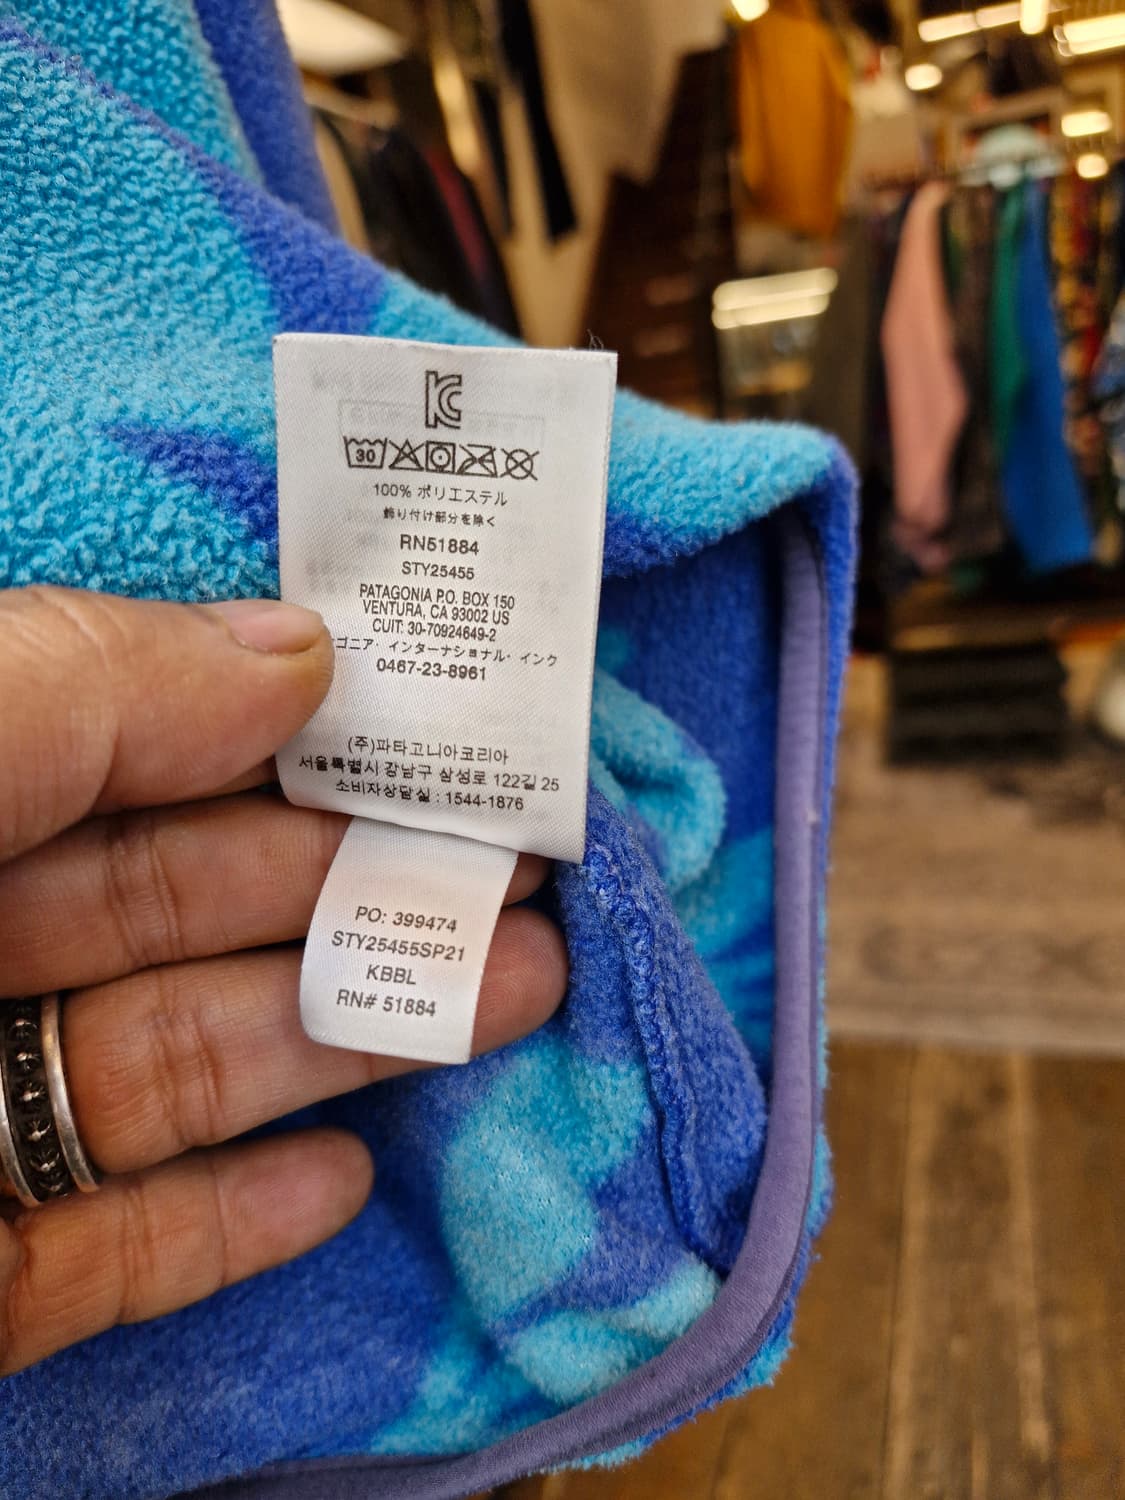 KC
30
100% ポリエステル
飾り付け部分を除く
RN51884
STY25455
PATAGONIA P.O. BOX 150
VENTURA, CA 93002 US
CUIT: 30-70924649-2
ゴニア・インターナショナル・インク
0467-23-8961
(주)파타고니아코리아
서울특별시 강남구 삼성로 122길 25
소비자상담실 : 1544-1876
PO: 399474
STY25455SP21
KBBL
RN# 51884